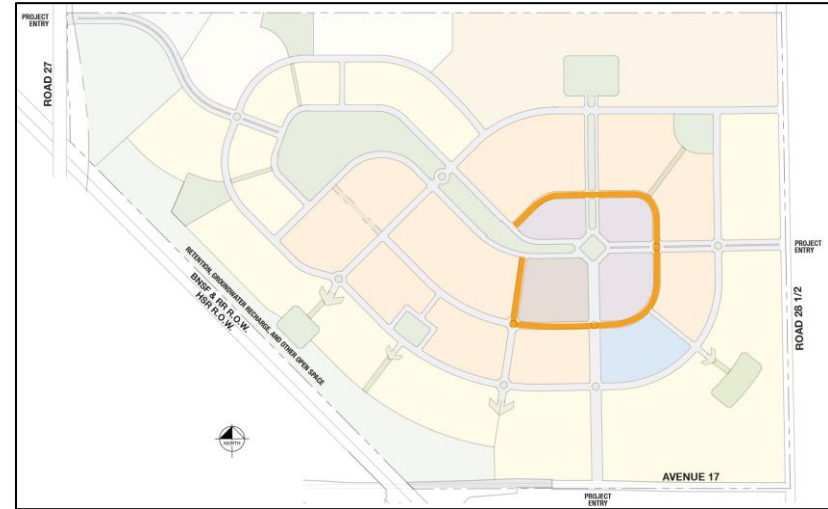 PROJECT
ENTRY
ROAD 27
RETENTION, GROUNDWATER RECHARGE, AND OTHER OPEN SPACE
BNSF & RR R.O.W.
HSR R.O.W.
PROJECT
ENTRY
ROAD 28 1/2
NORTH
AVENUE 17
PROJECT
ENTRY